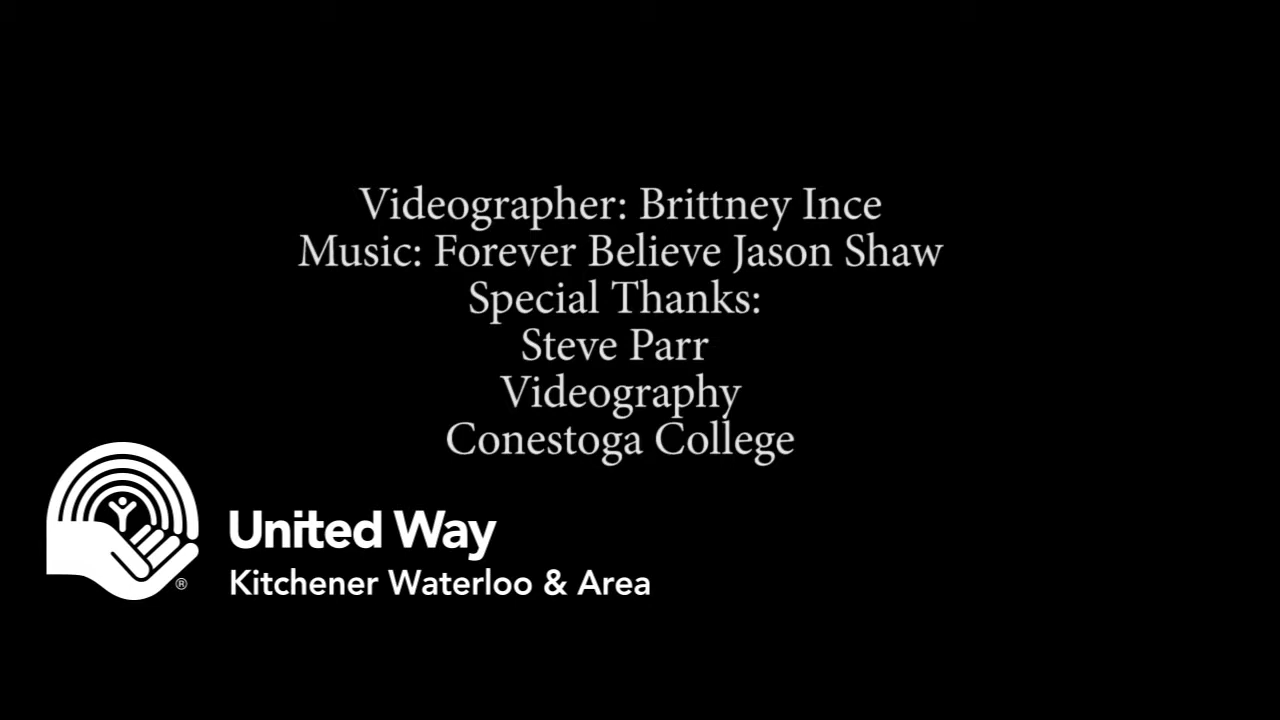 Videographer: Brittney Ince
Music: Forever Believe Jason Shaw
Special Thanks:
Steve Parr
Videography
Conestoga College
United Way
Kitchener Waterloo & Area
®